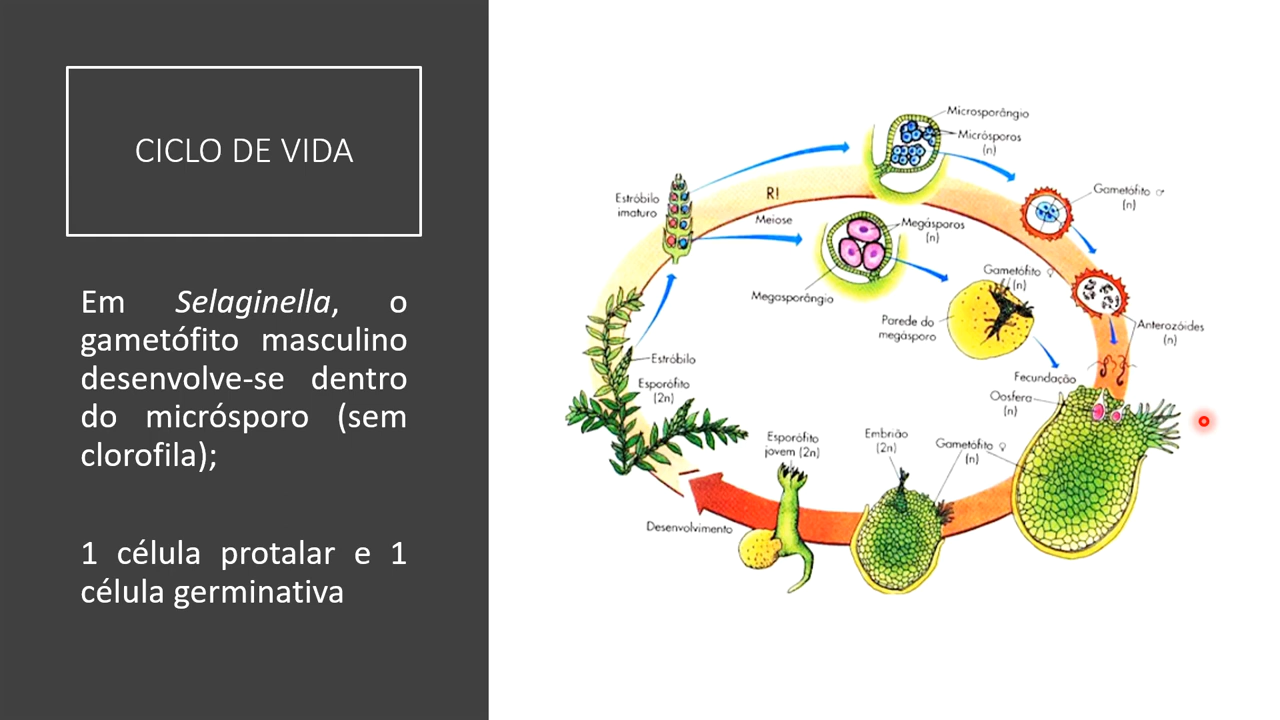 CICLO DE VIDA
Em Selaginella, o
gametófito masculino
desenvolve-se dentro
do micrósporo (sem
clorofila);
1 célula protalar e 1
célula germinativa
Microsporângio
Micrósporos
(n)
Estróbilo
imaturo
R!
Meiose
Gametófito ♂
(n)
Megásporos
(n)
Megasporângio
Gametófito ♀
(n)
Parede do
megásporo
Anterozóides
(n)
Estróbilo
Esporófito
(2n)
Fecundação
Oosfera
(n)
Esporófito
jovem (2n)
Embrião
(2n)
Gametófito ♀
(n)
Desenvolvimento